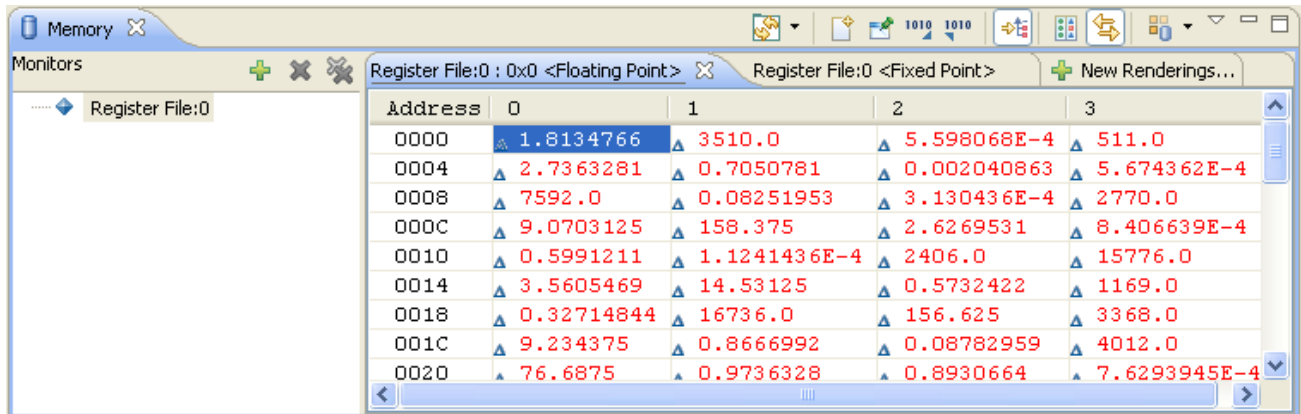 Memory
1010 1010
Monitors
Register File:0 : 0x0 <Floating Point>
Register File:0 <Fixed Point>
New Renderings...
Register File:0
Address 0 1 2 3
0000 1.8134766 3510.0 5.598068E-4 511.0
0004 2.7363281 0.7050781 0.002040863 5.674362E-4
0008 7592.0 0.08251953 3.130436E-4 2770.0
000C 9.0703125 158.375 2.6269531 8.406639E-4
0010 0.5991211 1.1241436E-4 2406.0 15776.0
0014 3.5605469 14.53125 0.5732422 1169.0
0018 0.32714844 16736.0 156.625 3368.0
001C 9.234375 0.8666992 0.08782959 4012.0
0020 76.6875 0.9736328 0.8930664 7.6293945E-4